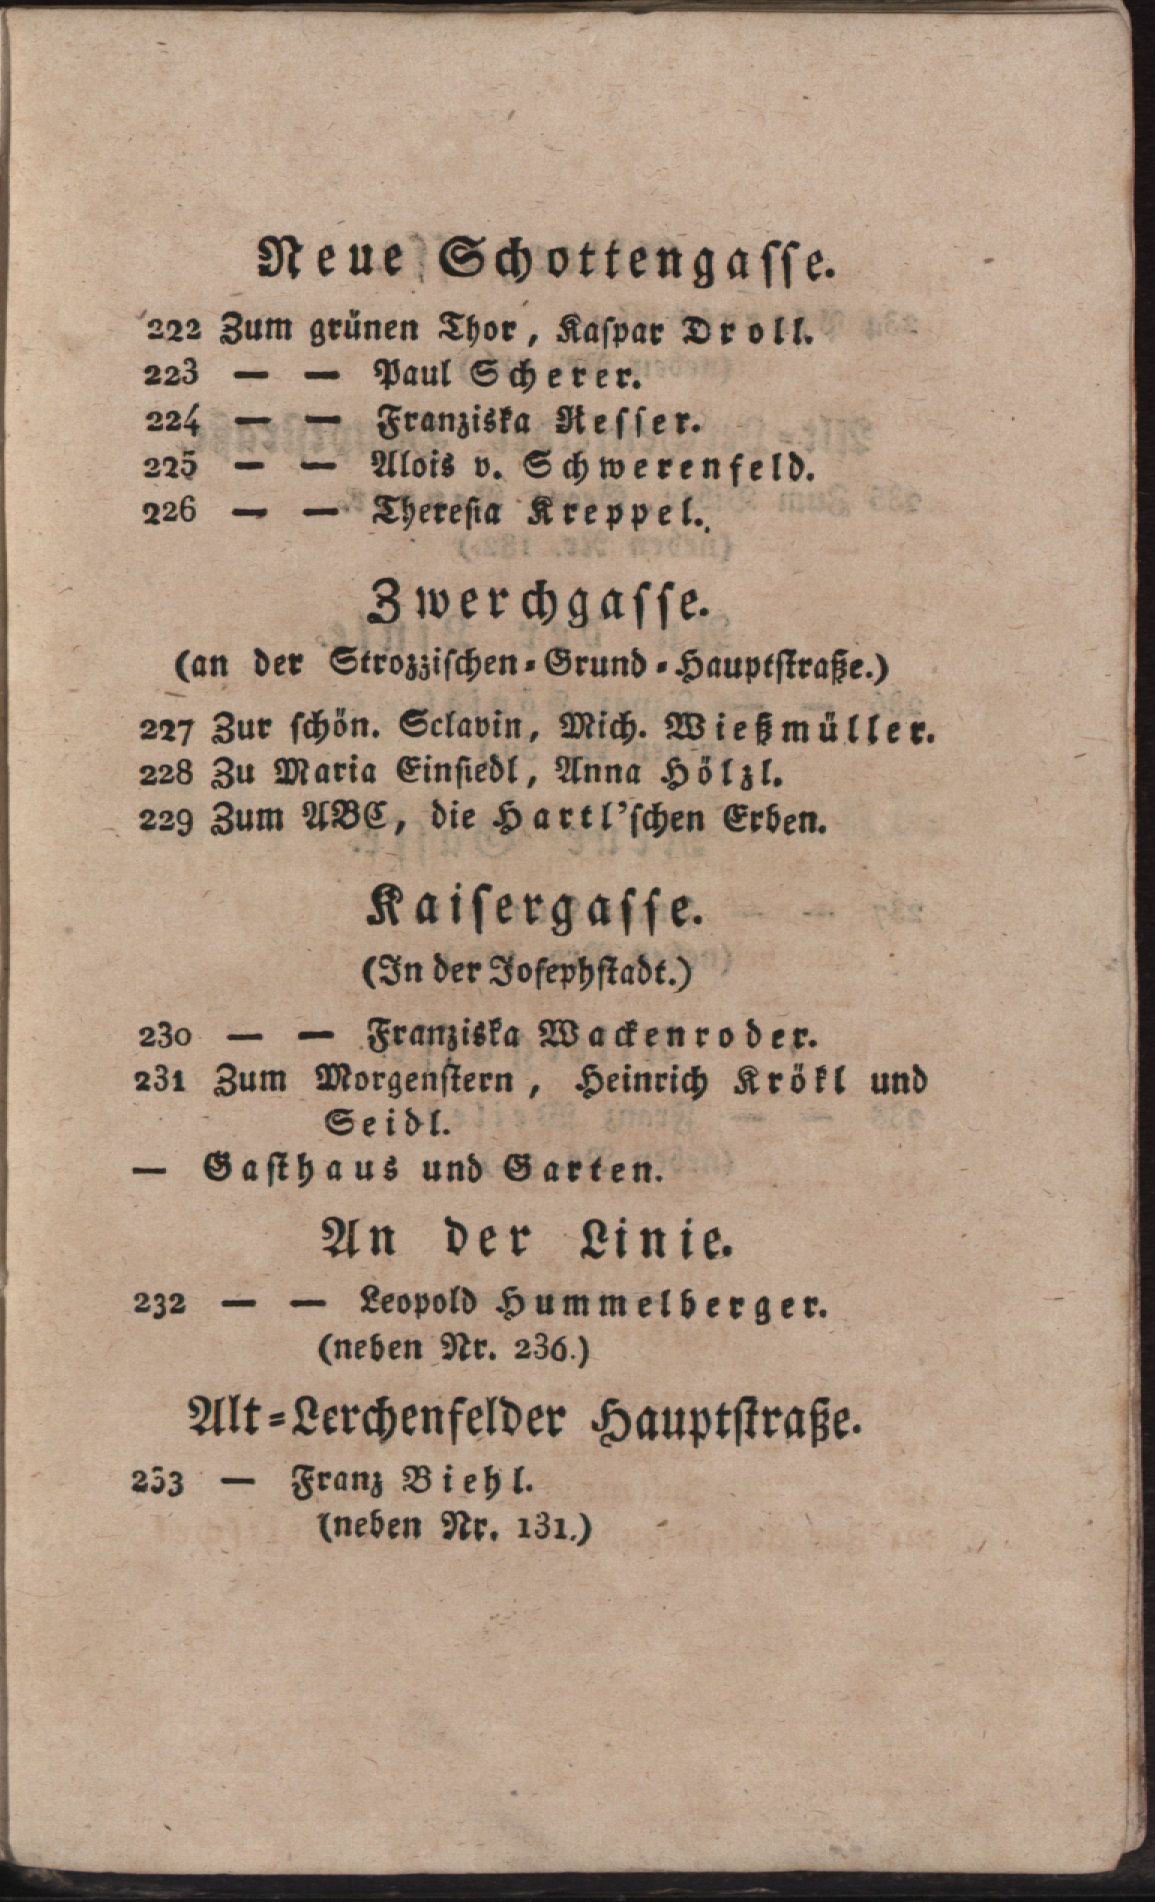 Neue Schottengasse.
222 Zum grünen Thor, Kaspar Droll.
223 — — Paul Scherer.
224 — — Franziska Resser.
225 — — Alois v. Schwerenfeld.
226 — — Theresia Kreppel.
Zwerchgasse.
(an der Strozzischen-Grund-Hauptstraße.)
227 Zur schön. Sclavin, Mich. Wießmüller.
228 Zu Maria Einsiedl, Anna Hölzl.
229 Zum ABC, die Hartl'schen Erben.
Kaisergasse.
(In der Josephstadt.)
230 — — Franziska Wackenroder.
231 Zum Morgenstern, Heinrich Krökl und
Seidl.
— Gasthaus und Garten.
An der Linie.
232 — — Leopold Hummelberger.
(neben Nr. 236.)
Alt-Lerchenfelder Hauptstraße.
233 — Franz Biehl.
(neben Nr. 131.)